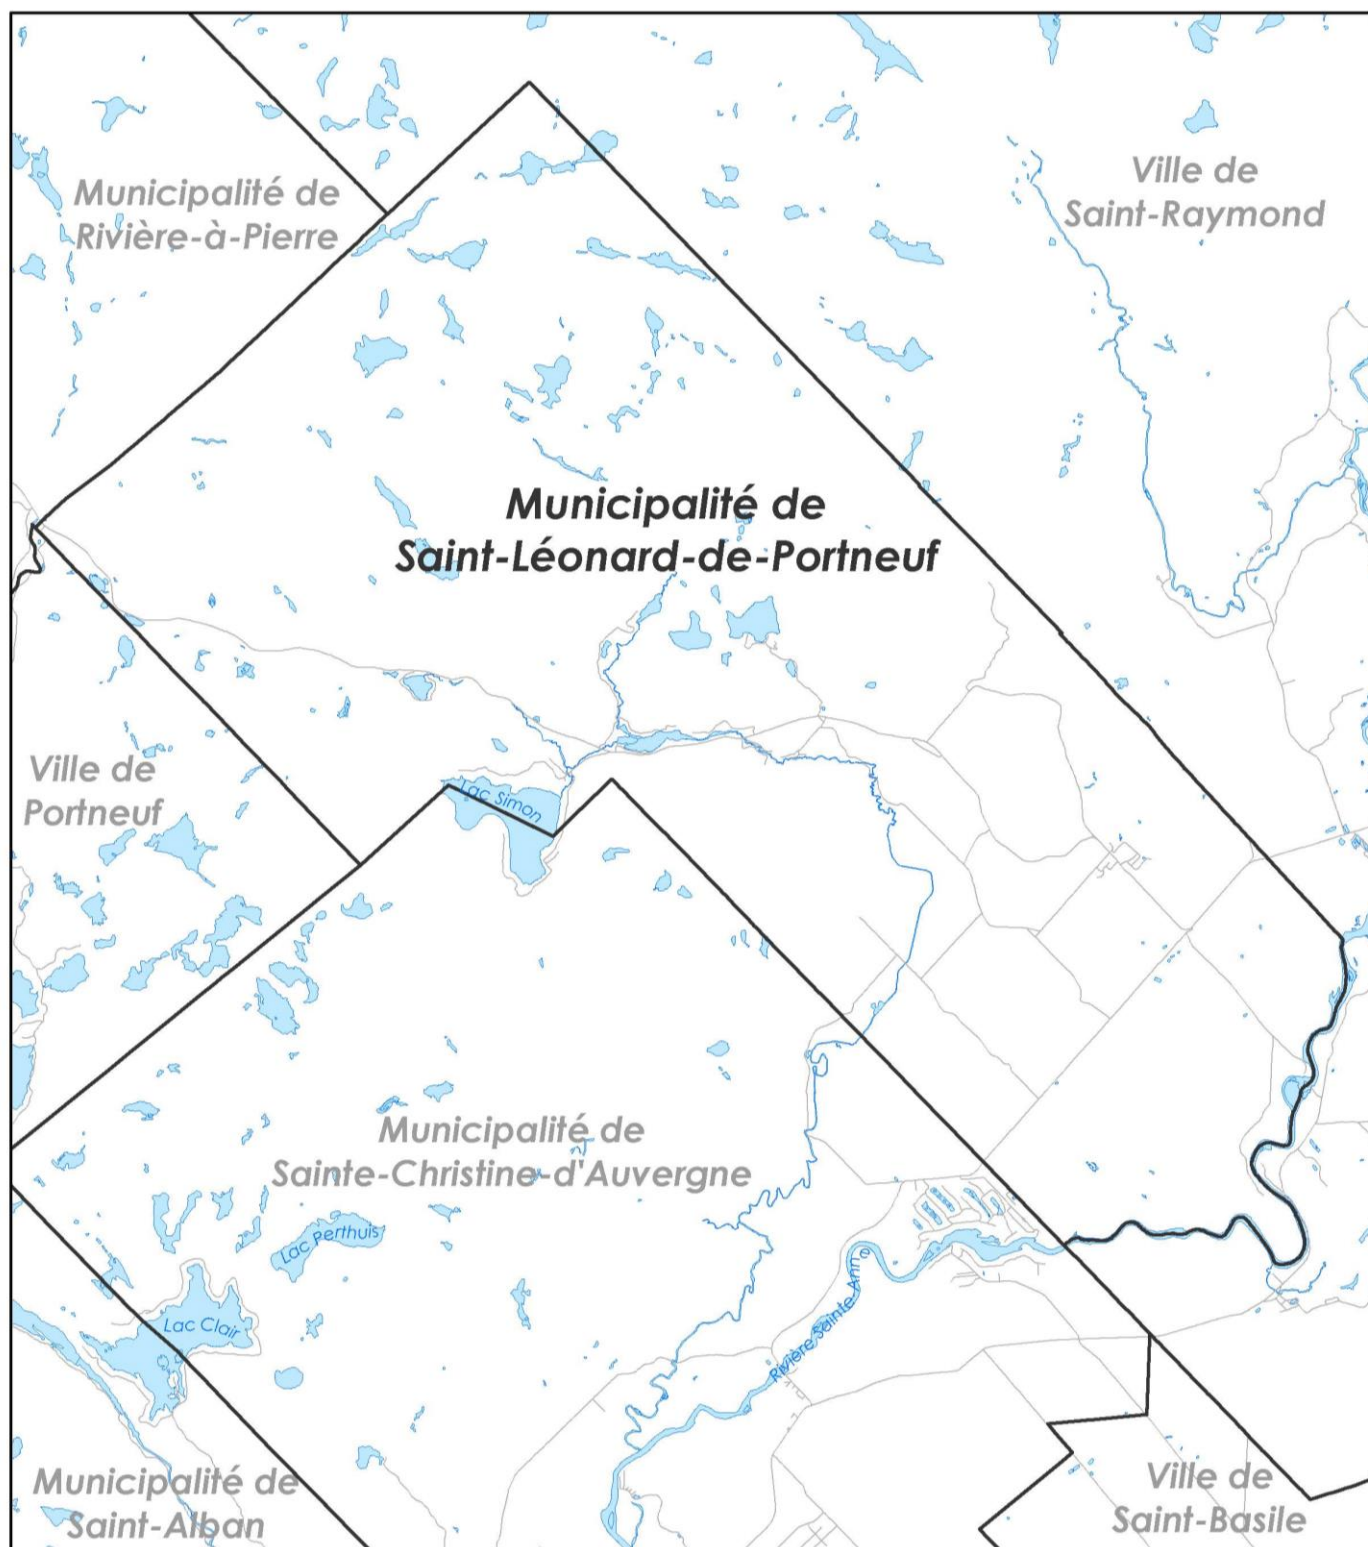 Municipalité de
Rivière-à-Pierre
Ville de
Saint-Raymond
Municipalité de
Saint-Léonard-de-Portneuf
Ville de
Portneuf
Lac Simon
Municipalité de
Sainte-Christine-d'Auvergne
Lac Perthuis
Lac Clair
Rivière Sainte-Anne
Municipalité de
Saint-Alban
Ville de
Saint-Basile